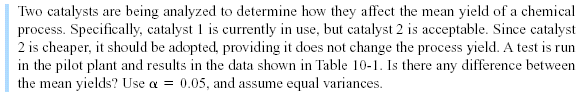 Two catalysts are being analyzed to determine how they affect the mean yield of a chemical
process. Specifically, catalyst 1 is currently in use, but catalyst 2 is acceptable. Since catalyst
2 is cheaper, it should be adopted, providing it does not change the process yield. A test is run
in the pilot plant and results in the data shown in Table 10-1. Is there any difference between
the mean yields? Use α = 0.05, and assume equal variances.